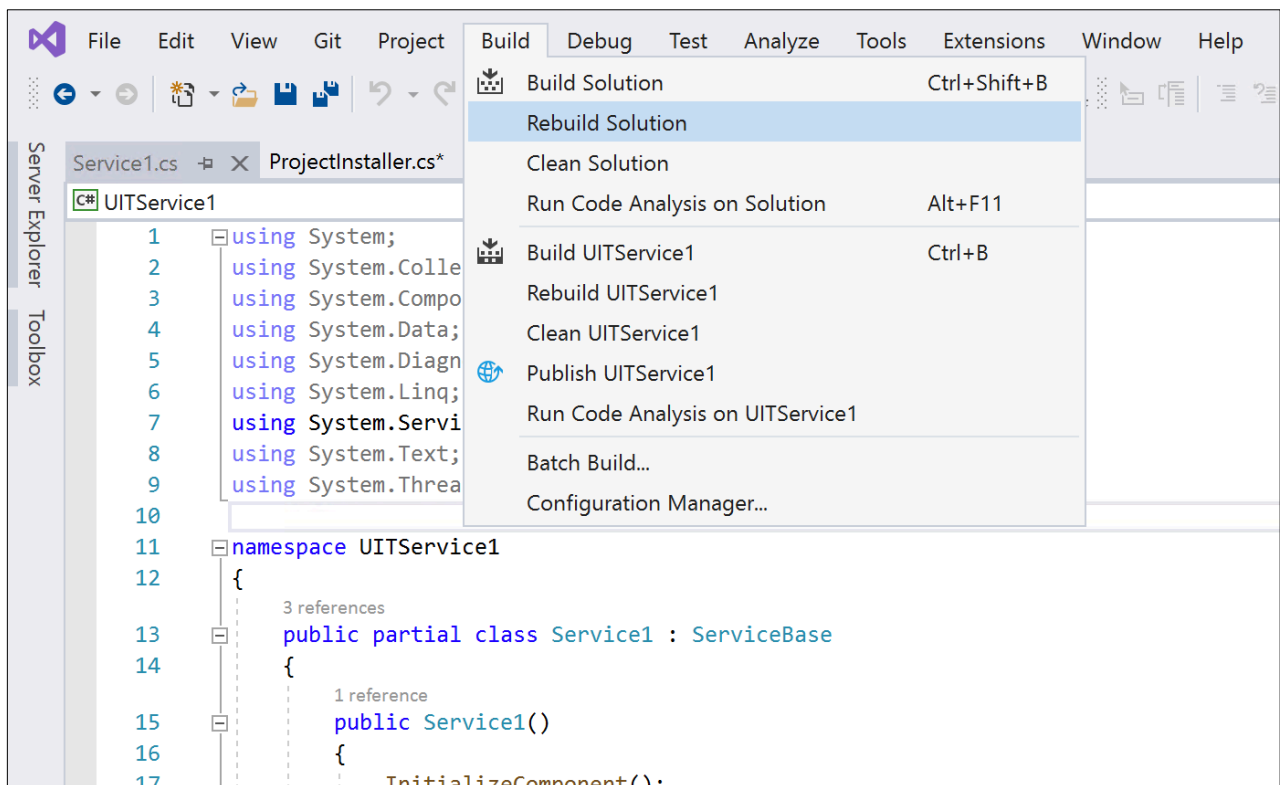 File Edit View Git Project Build Debug Test Analyze Tools Extensions Window Help
Build Solution Ctrl+Shift+B
Rebuild Solution
Clean Solution
Run Code Analysis on Solution Alt+F11
Build UITService1 Ctrl+B
Rebuild UITService1
Clean UITService1
Publish UITService1
Run Code Analysis on UITService1
Batch Build...
Configuration Manager...
Server Explorer
Toolbox
Service1.cs ProjectInstaller.cs*
C# UITService1
1 using System;
2 using System.Colle
3 using System.Compo
4 using System.Data;
5 using System.Diagn
6 using System.Linq;
7 using System.Servi
8 using System.Text;
9 using System.Threa
10
11 namespace UITService1
12 {
3 references
13 public partial class Service1 : ServiceBase
14 {
1 reference
15 public Service1()
16 {
17 InitializeComponent();